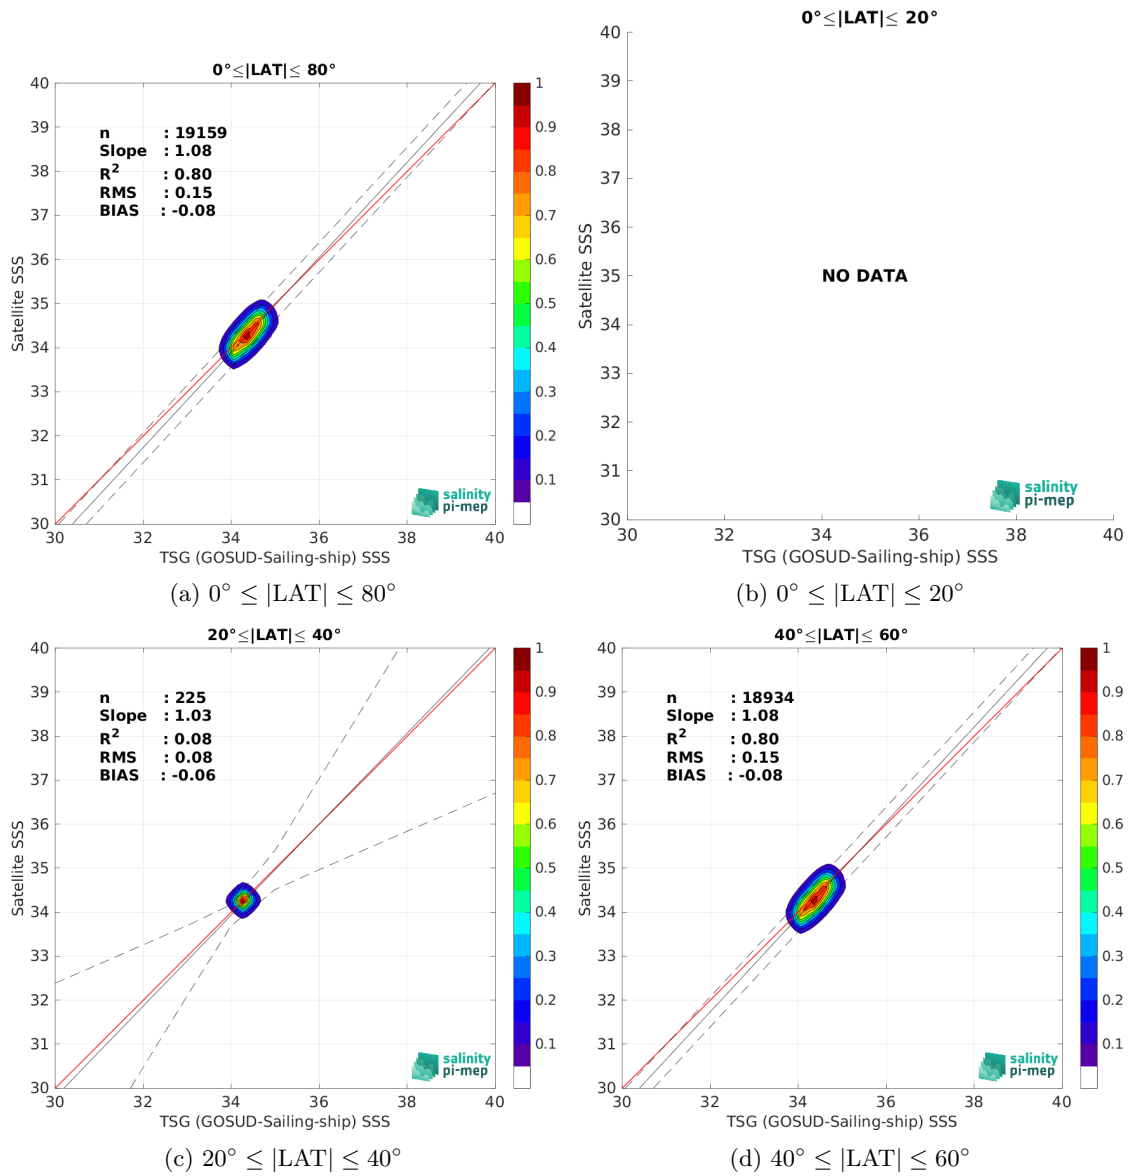 0°≤|LAT|≤ 80°
40
39
38
37
36
35
34
33
32
31
30
n : 19159
Slope : 1.08
R² : 0.80
RMS : 0.15
BIAS : -0.08
Satellite SSS
30 32 34 36 38 40
TSG (GOSUD-Sailing-ship) SSS
1
0.9
0.8
0.7
0.6
0.5
0.4
0.3
0.2
0.1
salinity
pi-mep
(a) 0° ≤ |LAT| ≤ 80°
0°≤|LAT|≤ 20°
40
39
38
37
36
35
34
33
32
31
30
NO DATA
Satellite SSS
30 32 34 36 38 40
TSG (GOSUD-Sailing-ship) SSS
salinity
pi-mep
(b) 0° ≤ |LAT| ≤ 20°
20°≤|LAT|≤ 40°
40
39
38
37
36
35
34
33
32
31
30
n : 225
Slope : 1.03
R² : 0.08
RMS : 0.08
BIAS : -0.06
Satellite SSS
30 32 34 36 38 40
TSG (GOSUD-Sailing-ship) SSS
1
0.9
0.8
0.7
0.6
0.5
0.4
0.3
0.2
0.1
salinity
pi-mep
(c) 20° ≤ |LAT| ≤ 40°
40°≤|LAT|≤ 60°
40
39
38
37
36
35
34
33
32
31
30
n : 18934
Slope : 1.08
R² : 0.80
RMS : 0.15
BIAS : -0.08
Satellite SSS
30 32 34 36 38 40
TSG (GOSUD-Sailing-ship) SSS
1
0.9
0.8
0.7
0.6
0.5
0.4
0.3
0.2
0.1
salinity
pi-mep
(d) 40° ≤ |LAT| ≤ 60°